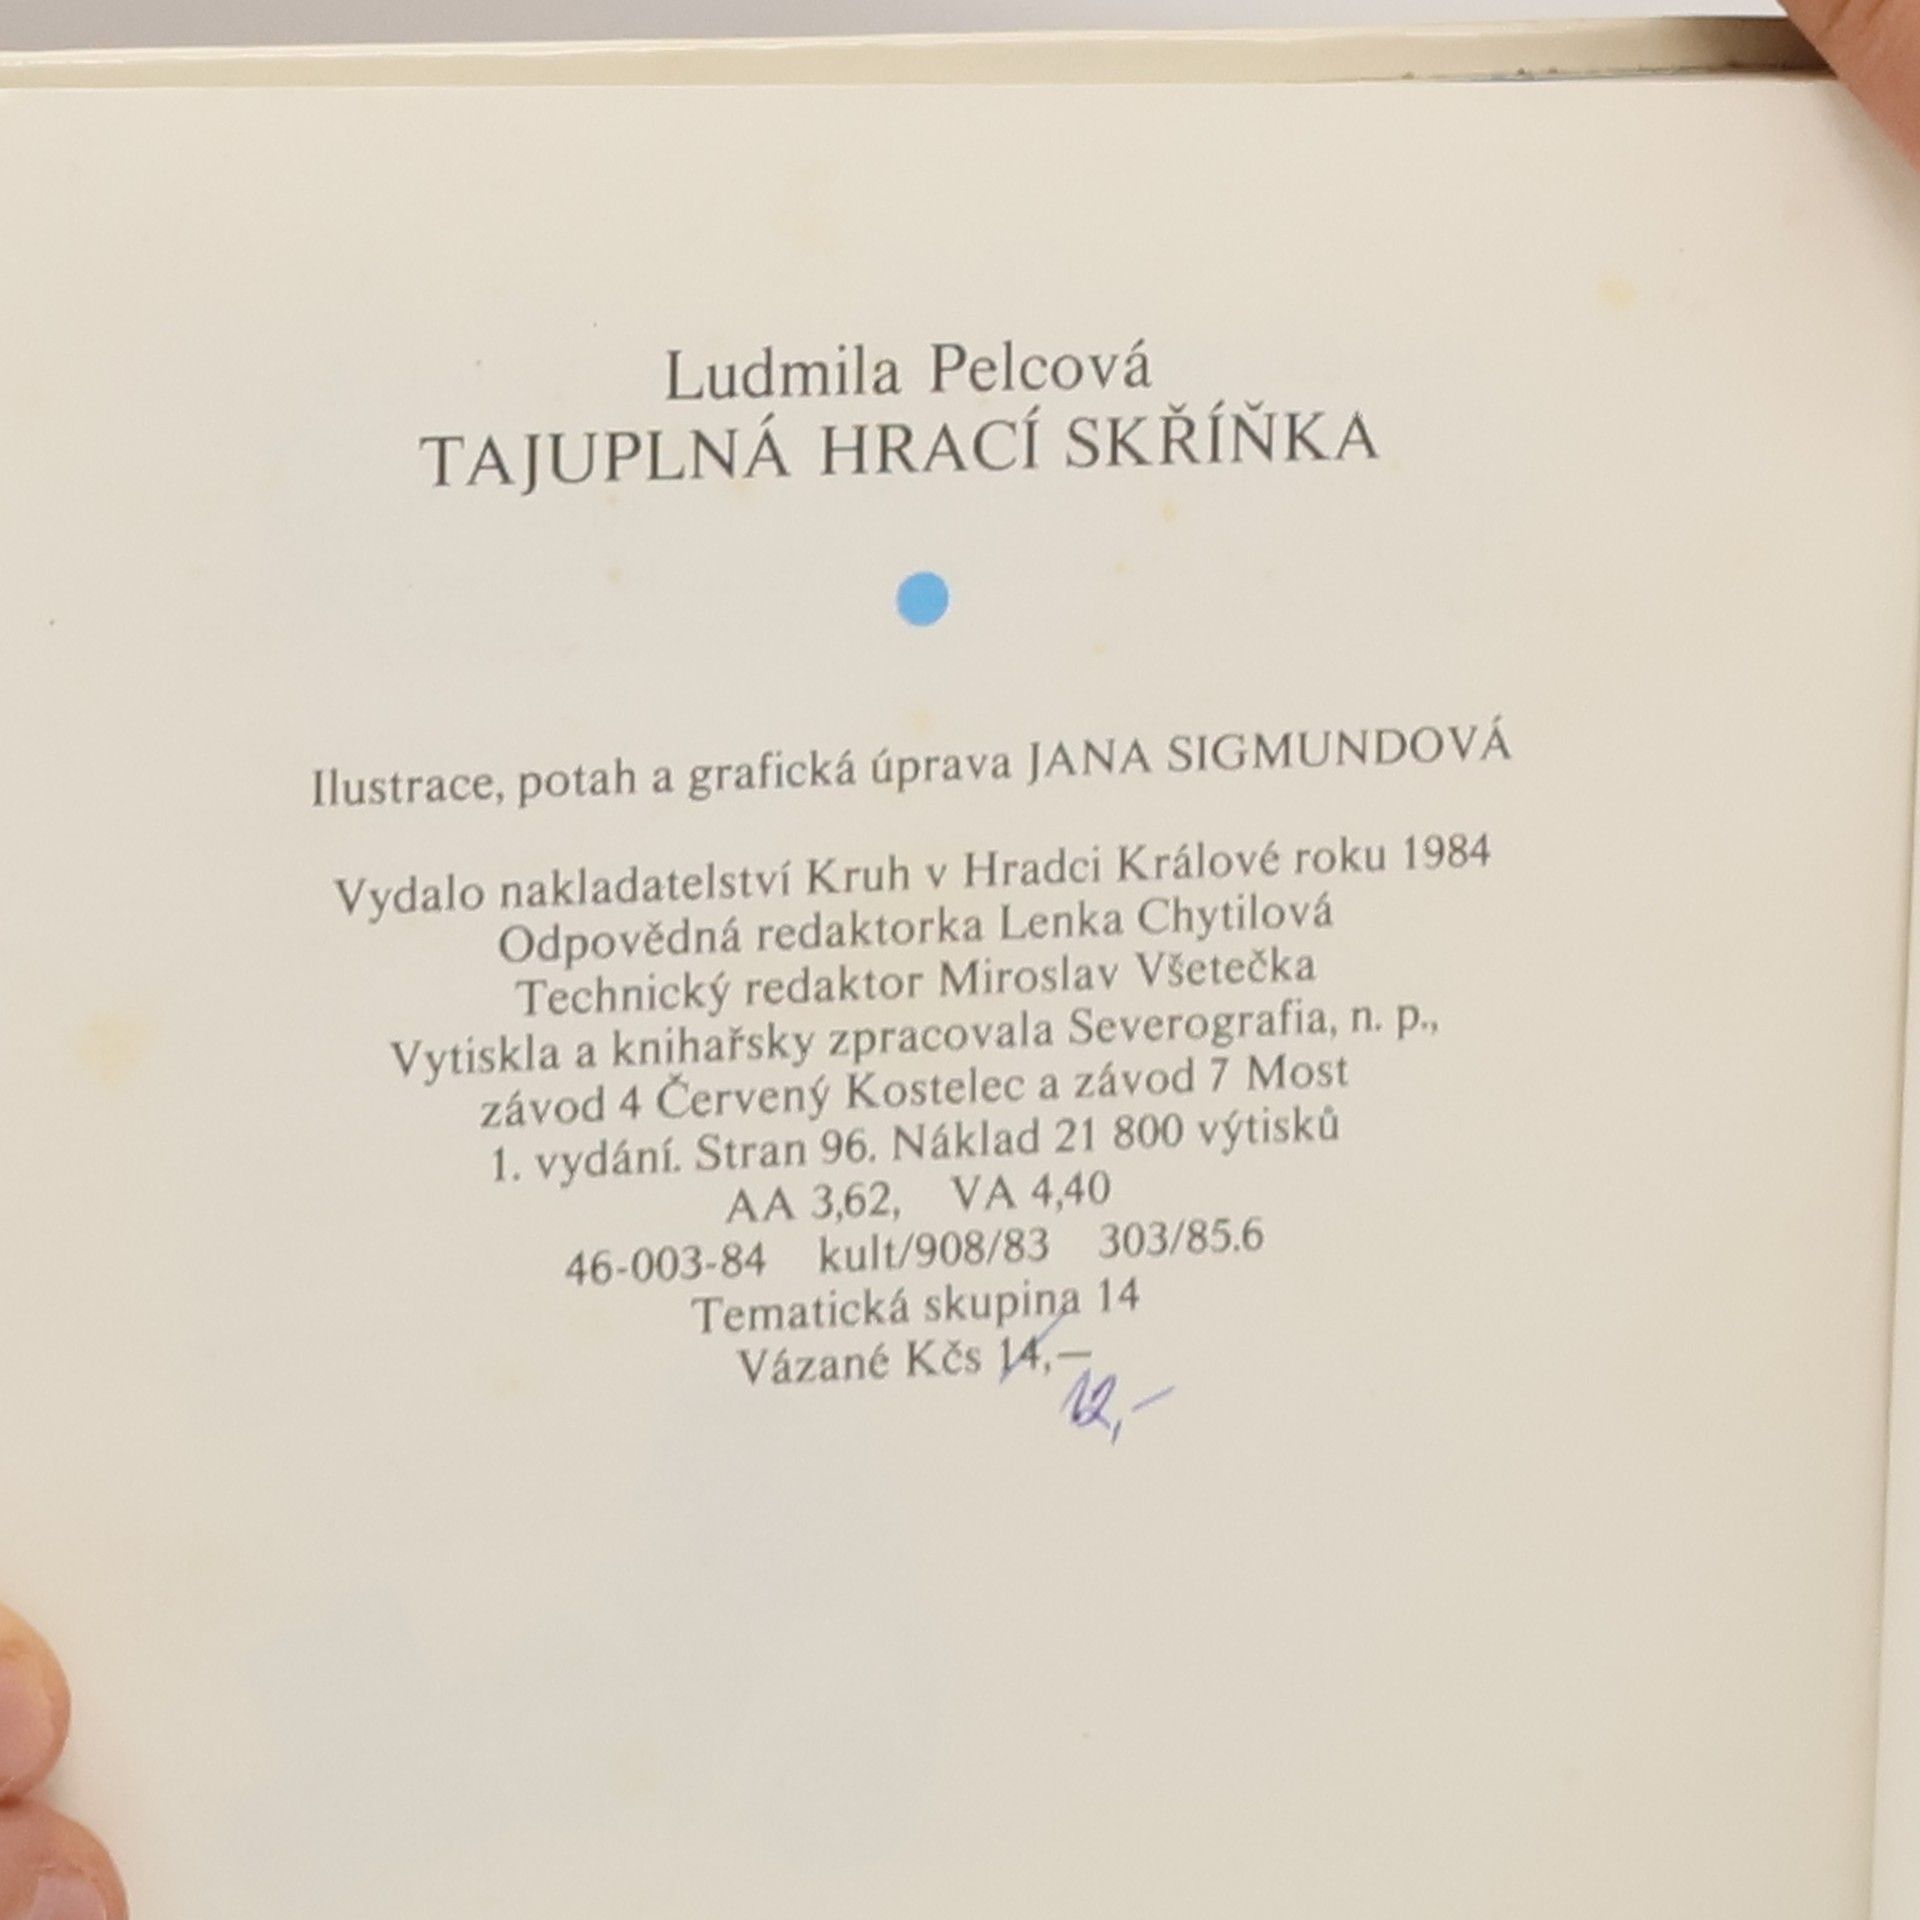 Ludmila Pelcová
TAJUPLNÁ HRACÍ SKŘÍŇKA
Ilustrace, potah a grafická úprava JANA SIGMUNDOVÁ
Vydalo nakladatelství Kruh v Hradci Králové roku 1984
Odpovědná redaktorka Lenka Chytilová
Technický redaktor Miroslav Všetečka
Vytiskla a knihařsky zpracovala Severografia, n. p.,
závod 4 Červený Kostelec a závod 7 Most
1. vydání. Stran 96. Náklad 21 800 výtisků
AA 3,62, VA 4,40
46-003-84 kult/908/83 303/85.6
Tematická skupina 14
Vázané Kčs 14,—
12,-